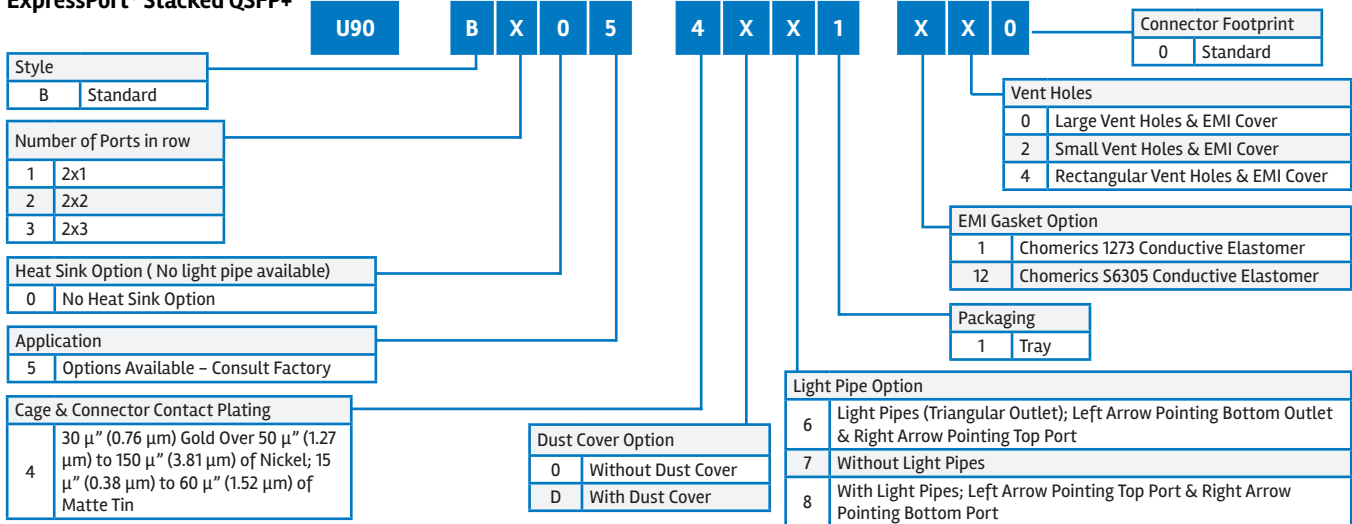 ExpressPort® Stacked QSFP+
U90 B X 0 5 4 X X 1 X X 0
Connector Footprint
0 Standard
Style
B Standard
Vent Holes
0 Large Vent Holes & EMI Cover
2 Small Vent Holes & EMI Cover
4 Rectangular Vent Holes & EMI Cover
Number of Ports in row
1 2x1
2 2x2
3 2x3
EMI Gasket Option
1 Chomerics 1273 Conductive Elastomer
12 Chomerics S6305 Conductive Elastomer
Heat Sink Option ( No light pipe available)
0 No Heat Sink Option
Packaging
1 Tray
Application
5 Options Available – Consult Factory
Light Pipe Option
6 Light Pipes (Triangular Outlet); Left Arrow Pointing Bottom Outlet
& Right Arrow Pointing Top Port
7 Without Light Pipes
8 With Light Pipes; Left Arrow Pointing Top Port & Right Arrow
Pointing Bottom Port
Cage & Connector Contact Plating
4 30 µ” (0.76 µm) Gold Over 50 µ” (1.27
µm) to 150 µ” (3.81 µm) of Nickel; 15
µ” (0.38 µm) to 60 µ” (1.52 µm) of
Matte Tin
Dust Cover Option
0 Without Dust Cover
D With Dust Cover